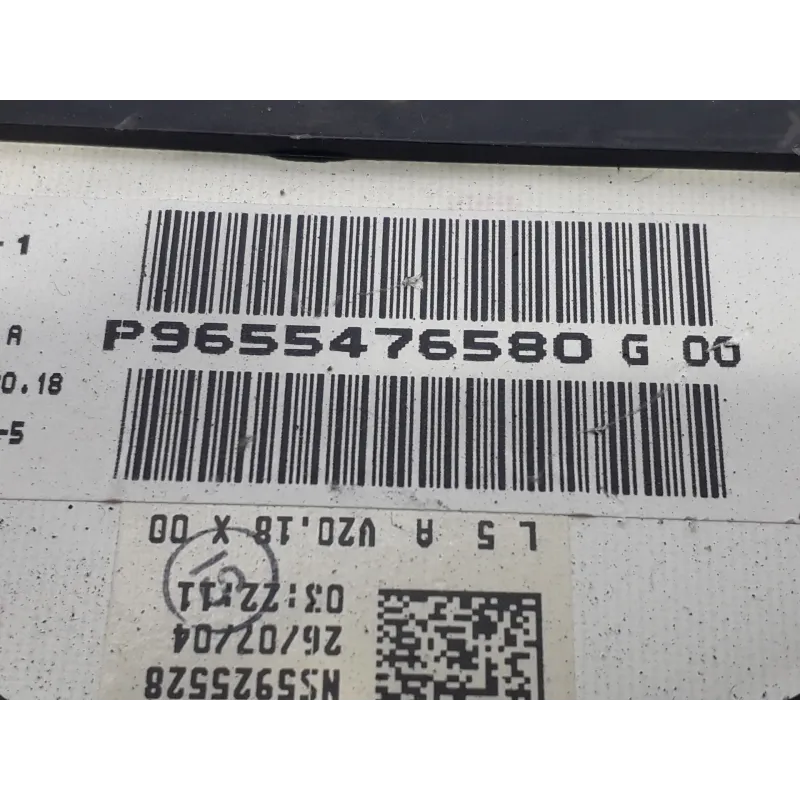 - 1
P9655476580 G 00
A
0.18
-5
L 5 A V20.18 X 00
03:22:11
26/07/04
NS5925528